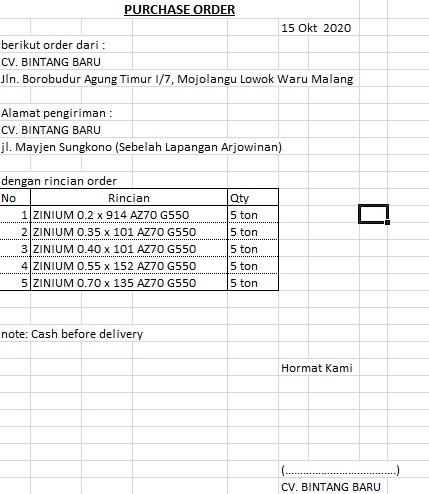 PURCHASE ORDER
15 Okt 2020
berikut order dari :
CV. BINTANG BARU
Jln. Borobudur Agung Timur I/7, Mojolangu Lowok Waru Malang
Alamat pengiriman :
CV. BINTANG BARU
jl. Mayjen Sungkono (Sebelah Lapangan Arjowinan)
dengan rincian order
No Rincian Qty
1 ZINIUM 0.2 x 914 AZ70 G550 5 ton
2 ZINIUM 0.35 x 101 AZ70 G550 5 ton
3 ZINIUM 0.40 x 101 AZ70 G550 5 ton
4 ZINIUM 0.55 x 152 AZ70 G550 5 ton
5 ZINIUM 0.70 x 135 AZ70 G550 5 ton
note: Cash before delivery
Hormat Kami
(........................................)
CV. BINTANG BARU